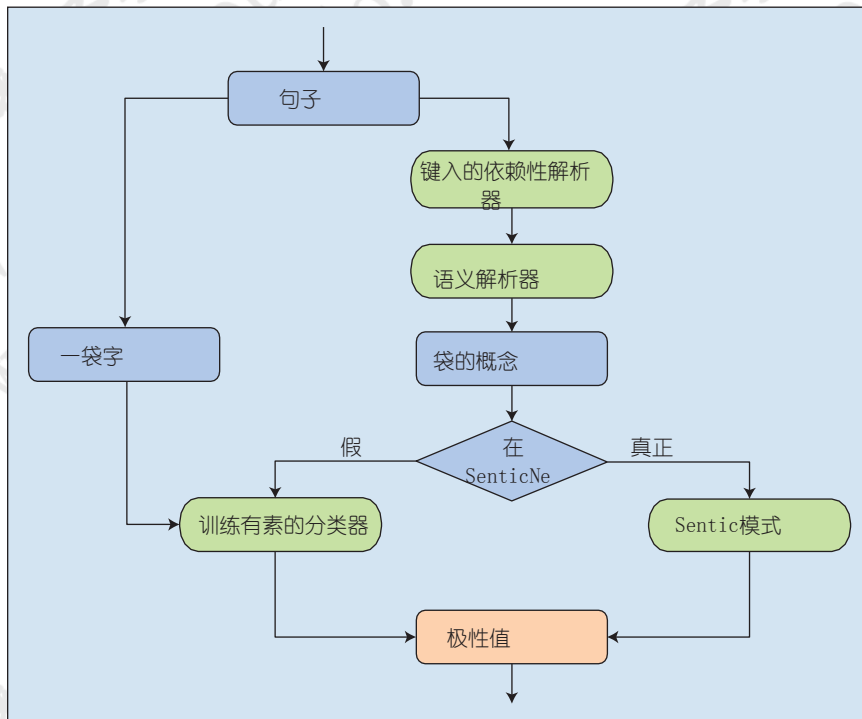 句子
键入的依赖性解析
器
语义解析器
一袋字
袋的概念
假
在
SenticNe
真正
训练有素的分类器
Sentic模式
极性值